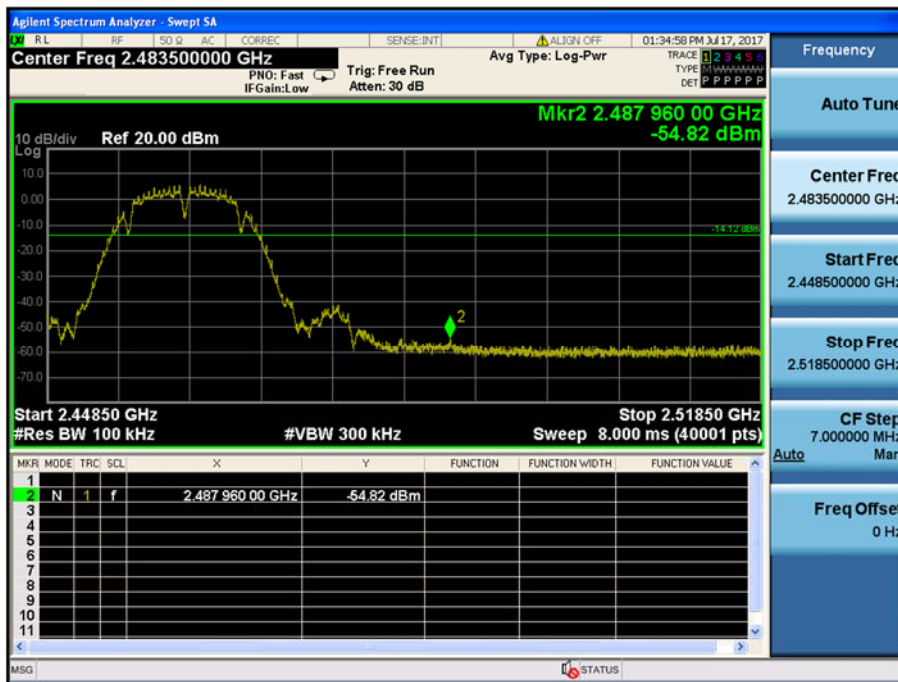 Agilent Spectrum Analyzer - Swept SA
LXI RL RF 50 Ω AC CORREC SENSE:INT ALIGN OFF 01:34:58 PM Jul 17, 2017
Center Freq 2.483500000 GHz
PNO: Fast
IFGain:Low
Trig: Free Run
Atten: 30 dB
Avg Type: Log-Pwr
TRACE 1 2 3 4 5 6
TYPE
DET P P P P P P
Mkr2 2.487 960 00 GHz
-54.82 dBm
10 dB/div Ref 20.00 dBm
Log
10.0
0.00
-10.0
-14.12 dBm
-20.0
-30.0
-40.0
-50.0
2
-60.0
-70.0
Start 2.44850 GHz Stop 2.51850 GHz
#Res BW 100 kHz #VBW 300 kHz Sweep 8.000 ms (40001 pts)
MKR MODE TRC SCL X Y FUNCTION FUNCTION WIDTH FUNCTION VALUE
1
2 N 1 f 2.487 960 00 GHz -54.82 dBm
3
4
5
6
7
8
9
10
11
MSG STATUS
Frequency
Auto Tune
Center Freq
2.483500000 GHz
Start Freq
2.448500000 GHz
Stop Freq
2.518500000 GHz
CF Step
7.000000 MHz
Auto Man
Freq Offset
0 Hz